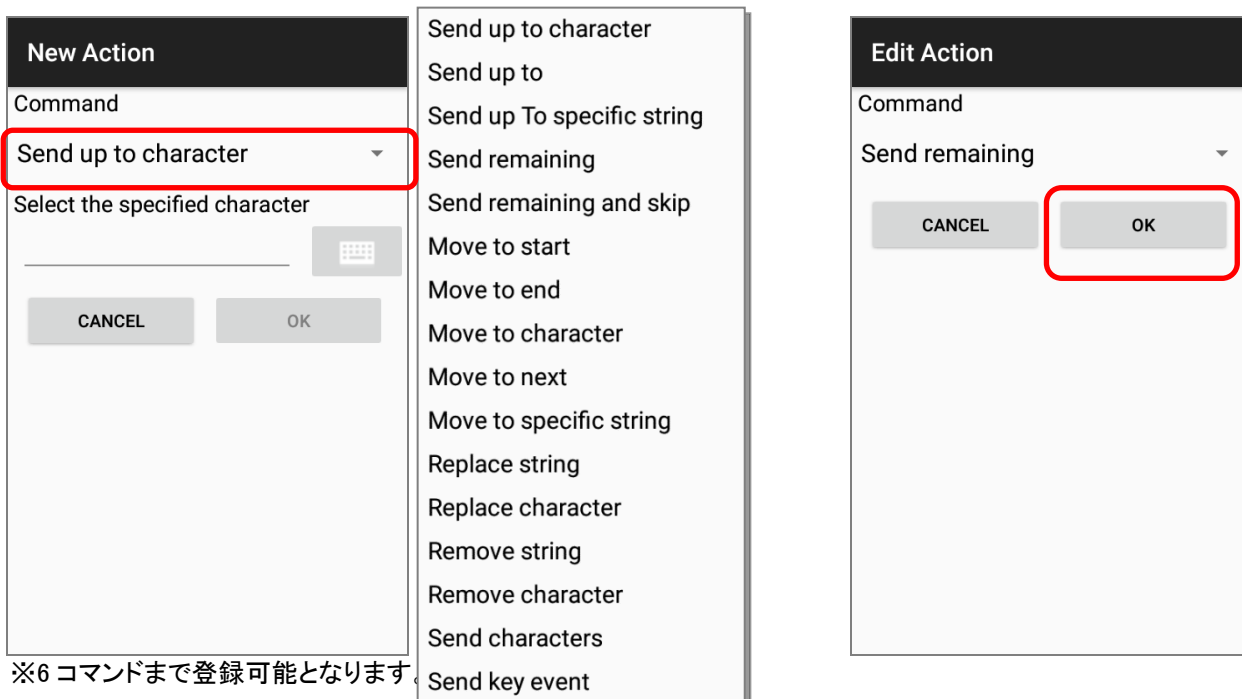 New Action
Command
Send up to character
Select the specified character
CANCEL
OK
※6 コマンドまで登録可能となります。
Send up to character
Send up to
Send up To specific string
Send remaining
Send remaining and skip
Move to start
Move to end
Move to character
Move to next
Move to specific string
Replace string
Replace character
Remove string
Remove character
Send characters
Send key event
Edit Action
Command
Send remaining
CANCEL
OK